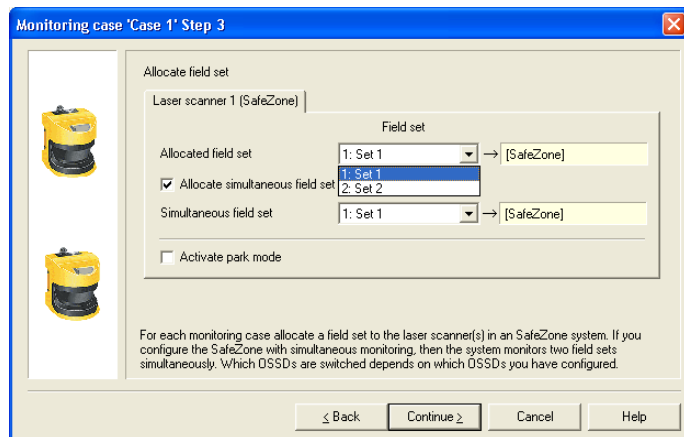 Monitoring case 'Case 1' Step 3
Allocate field set
Laser scanner 1 (SafeZone)
Field set
Allocated field set 1: Set 1 → [SafeZone]
1: Set 1
Allocate simultaneous field set 2: Set 2
Simultaneous field set 1: Set 1 → [SafeZone]
Activate park mode
For each monitoring case allocate a field set to the laser scanner(s) in an SafeZone system. If you
configure the SafeZone with simultaneous monitoring, then the system monitors two field sets
simultaneously. Which OSSDs are switched depends on which OSSDs you have configured.
< Back Continue > Cancel Help